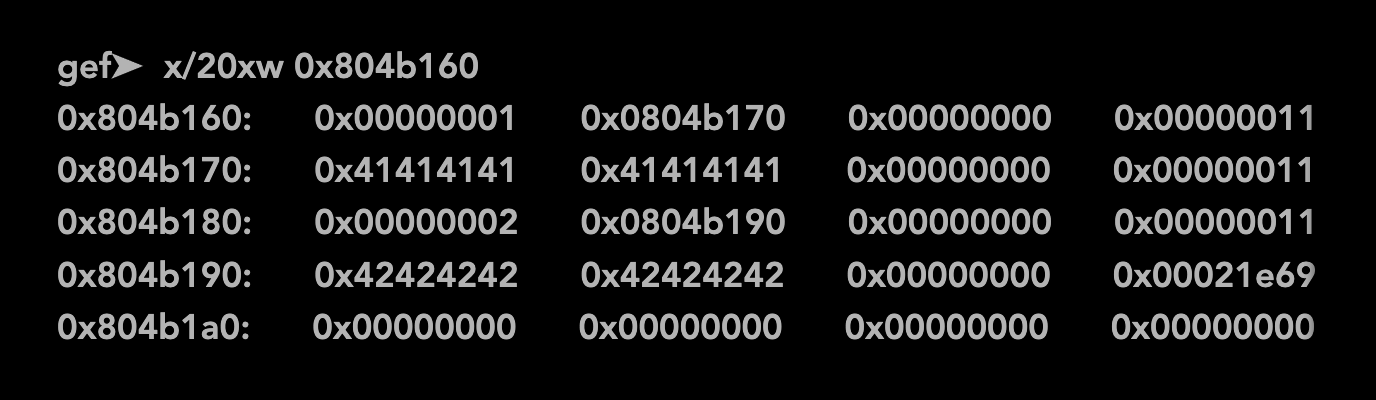 gef➤ x/20xw 0x804b160
0x804b160: 0x00000001 0x0804b170 0x00000000 0x00000011
0x804b170: 0x41414141 0x41414141 0x00000000 0x00000011
0x804b180: 0x00000002 0x0804b190 0x00000000 0x00000011
0x804b190: 0x42424242 0x42424242 0x00000000 0x00021e69
0x804b1a0: 0x00000000 0x00000000 0x00000000 0x00000000